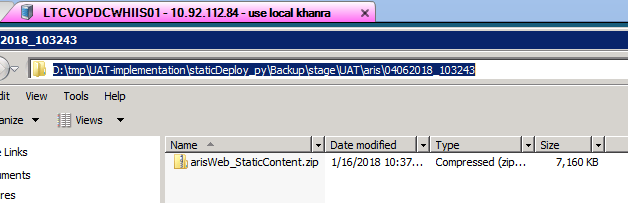 LTCVOPDCWHIIS01 - 10.92.112.84 - use local khanra
2018_103243
D:\tmp\UAT-implementation\staticDeploy_py\Backup\stage\UAT\aris\04062018_103243
dit View Tools Help
anize Views
Links
uments
res
Name Date modified Type Size
arisWeb_StaticContent.zip 1/16/2018 10:37... Compressed (zip... 7,160 KB